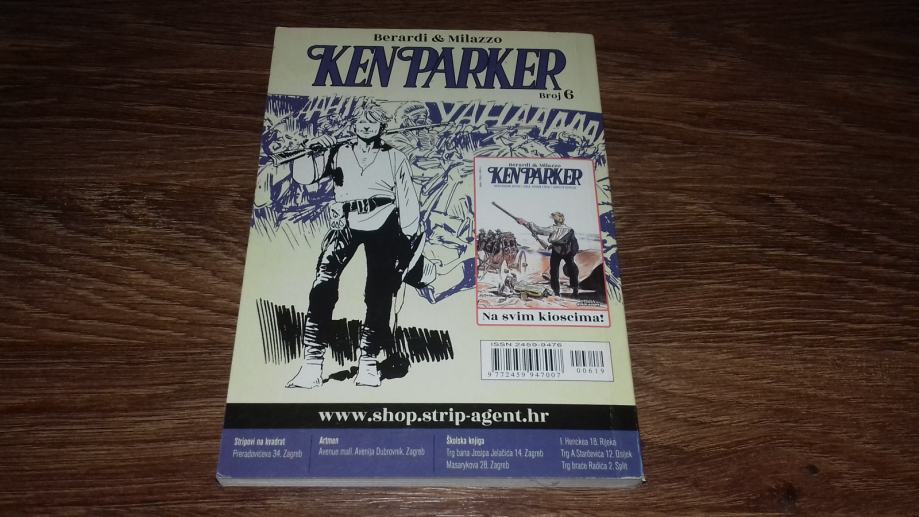 Berardi & Milazzo
KEN PARKER
Broj 6
YAHAAAAAA
Berardi & Milazzo
KEN PARKER
Na svim kioscima!
ISSN 2459-9476
9 772459 947007
00619
www.shop.strip-agent.hr
Stripovi na kvadrat
Preradovićeva 34, Zagreb
Artmen
Avenue mall, Avenija Dubrovnik, Zagreb
Školska knjiga
Trg bana Josipa Jelačića 14, Zagreb
Masarykova 28, Zagreb
I. Henckea 18, Rijeka
Trg A.Starčevića 12, Osijek
Trg braće Radića 2, Split